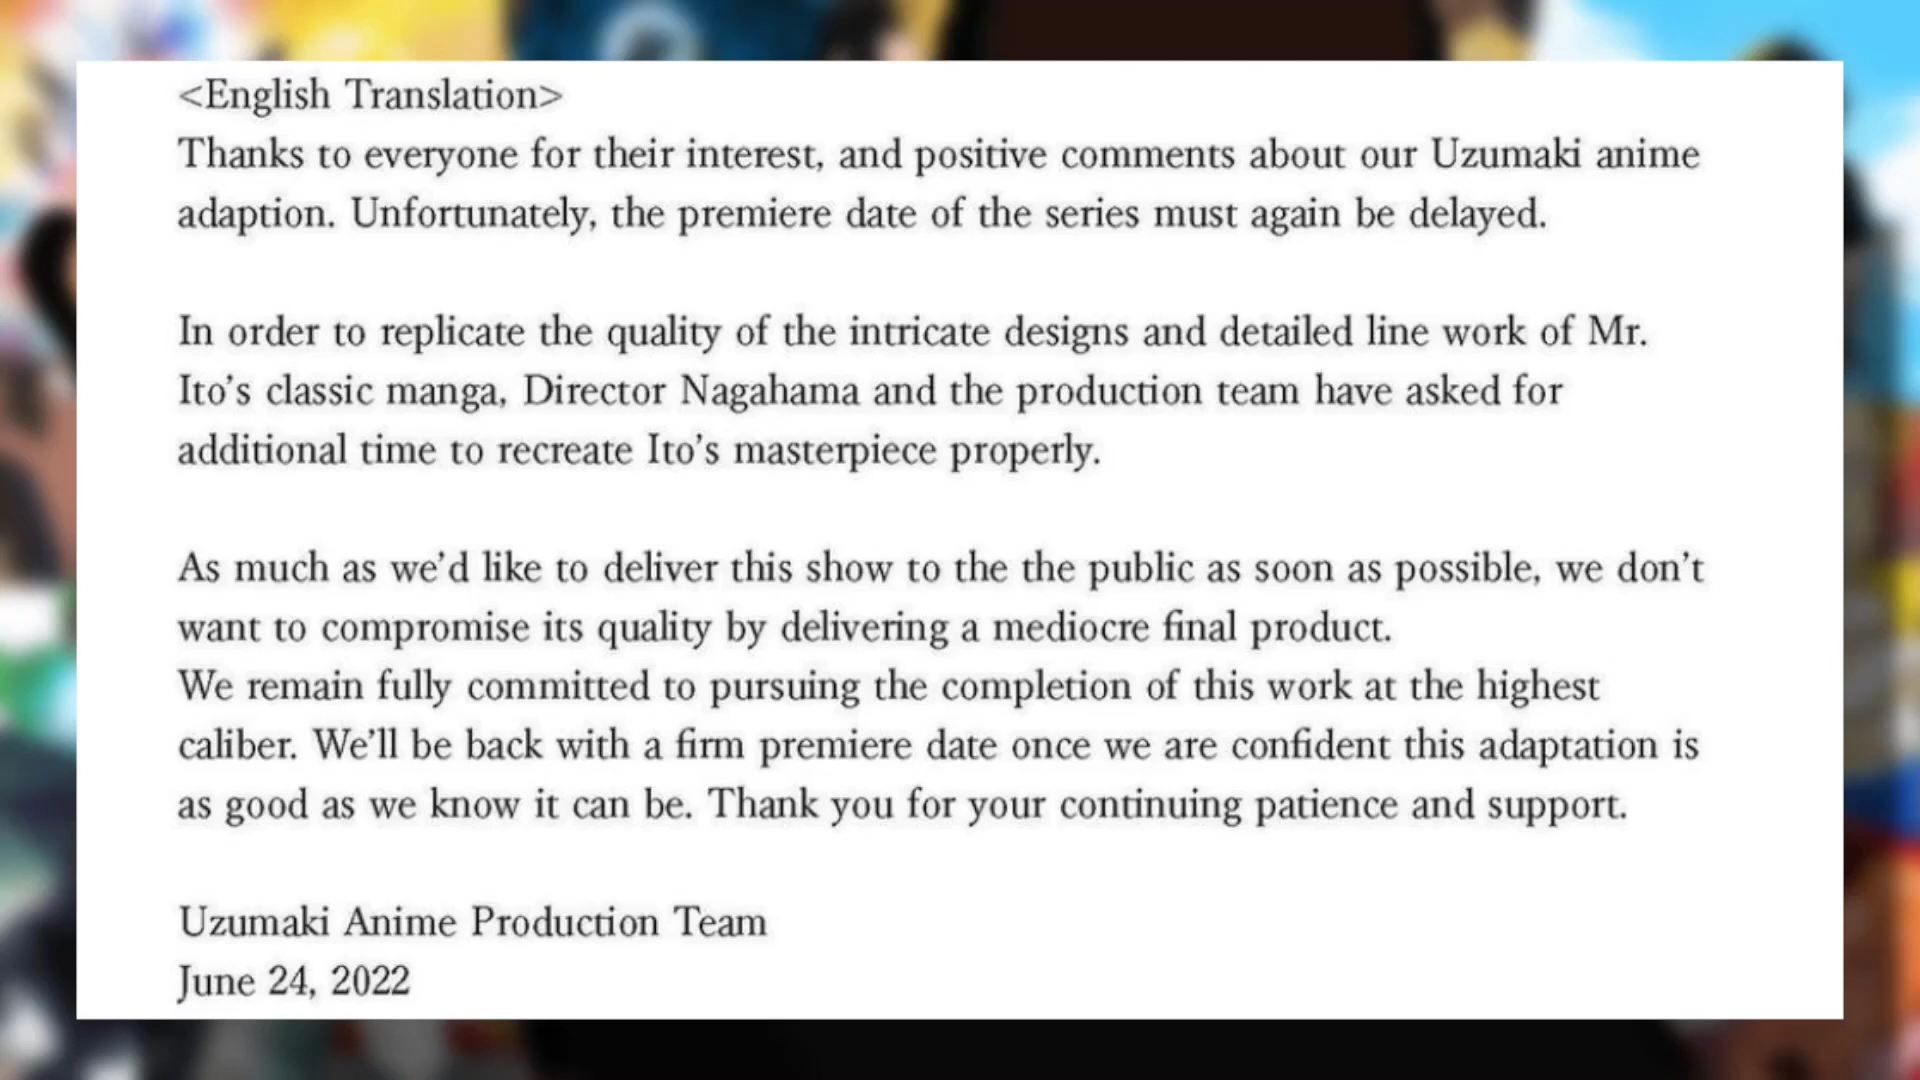 <English Translation>
Thanks to everyone for their interest, and positive comments about our Uzumaki anime
adaption. Unfortunately, the premiere date of the series must again be delayed.
In order to replicate the quality of the intricate designs and detailed line work of Mr.
Ito’s classic manga, Director Nagahama and the production team have asked for
additional time to recreate Ito’s masterpiece properly.
As much as we’d like to deliver this show to the the public as soon as possible, we don’t
want to compromise its quality by delivering a mediocre final product.
We remain fully committed to pursuing the completion of this work at the highest
caliber. We’ll be back with a firm premiere date once we are confident this adaptation is
as good as we know it can be. Thank you for your continuing patience and support.
Uzumaki Anime Production Team
June 24, 2022